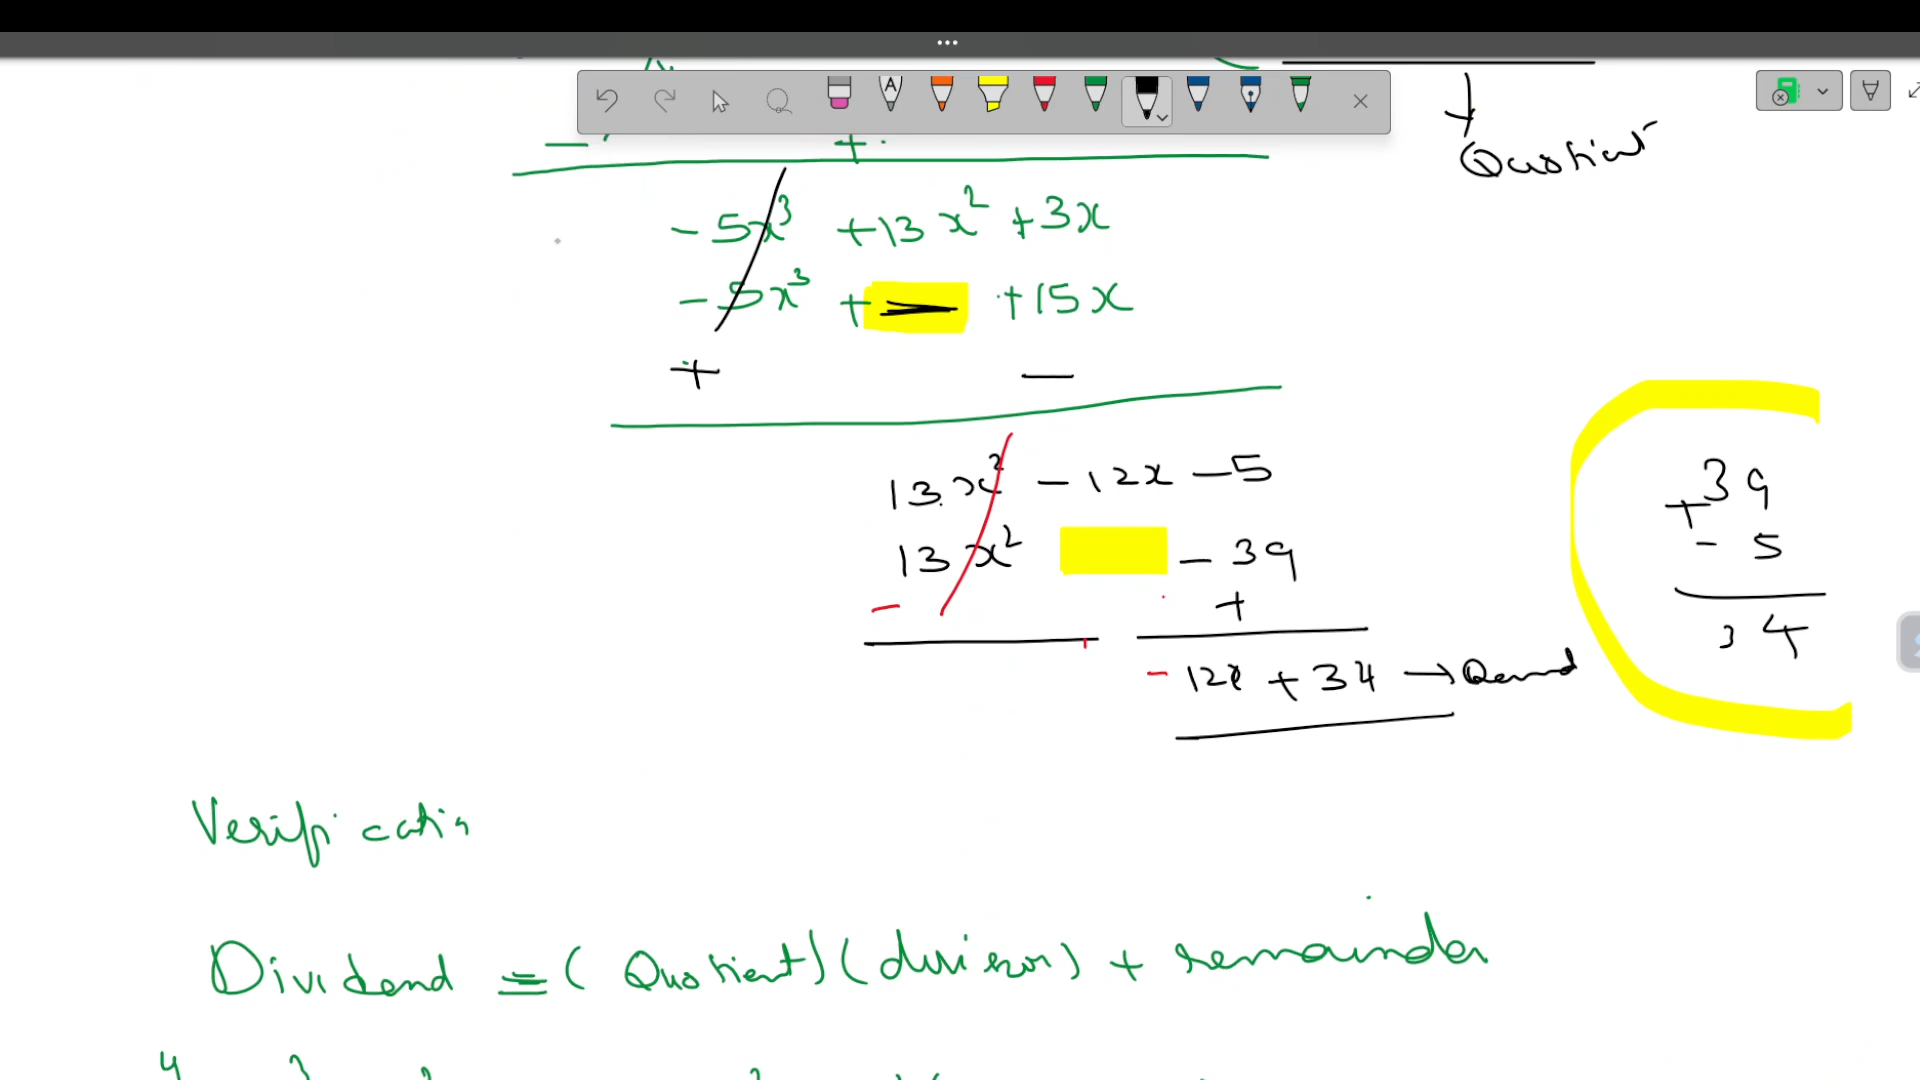 Quotient
- +
- 5x³ + 13x² + 3x
- 5x³ + — + 15x
+ —
13x² - 12x - 5
13x² - 39
- +
- 12x + 34 →
+39
- 5
34
Verification
Dividend = (Quotient)(divisor) + remainder